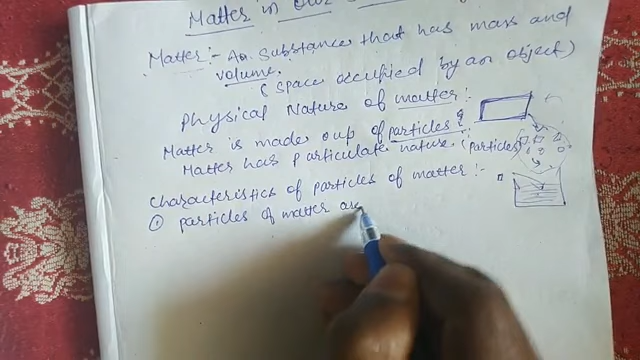 Matter in Our
Matter :- A Substance that has mass and
volume. (Space occupied by an object)
Physical Nature of matter :-
Matter is made oup of particles
Matter has particulate nature. (particles)
Characteristics of particles of matter :-
① particles of matter are